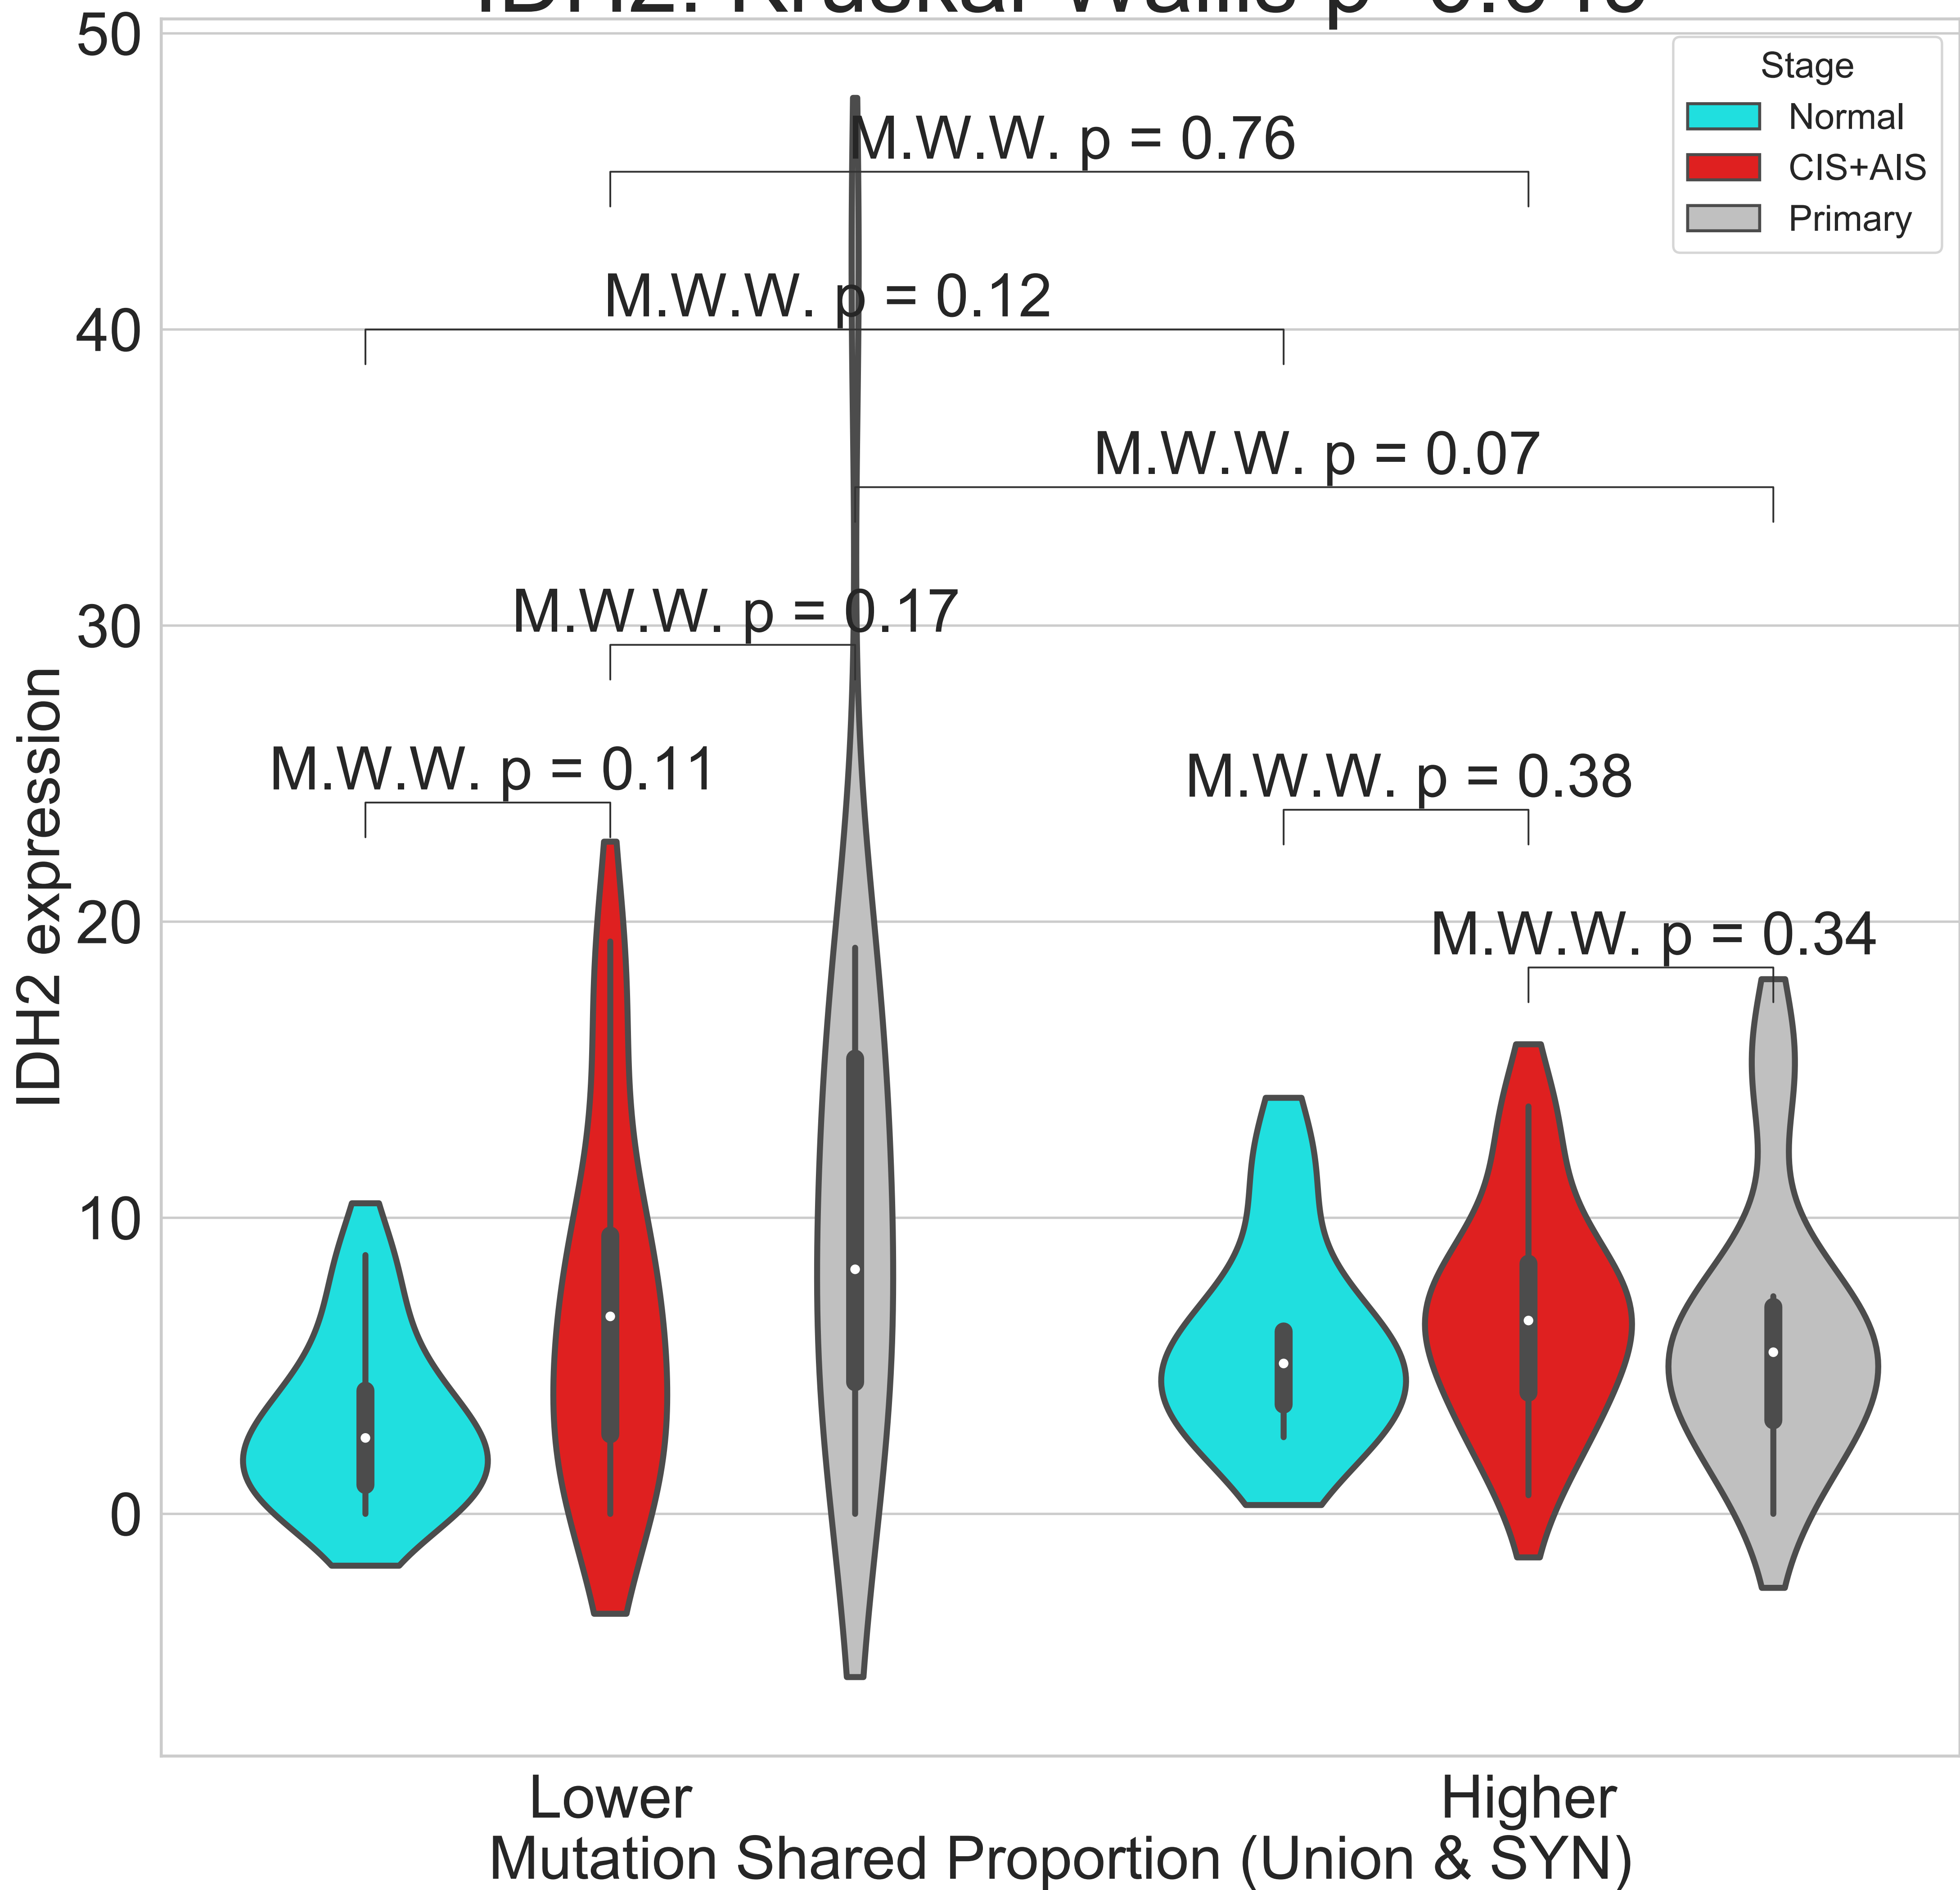 50
Stage
Normal
CIS+AIS
Primary
M.W.W. p = 0.76
M.W.W. p = 0.12
40
M.W.W. p = 0.07
M.W.W. p = 0.17
30
M.W.W. p = 0.11
M.W.W. p = 0.38
20
M.W.W. p = 0.34
10
0
IDH2 expression
Lower
Higher
Mutation Shared Proportion (Union & SYN)